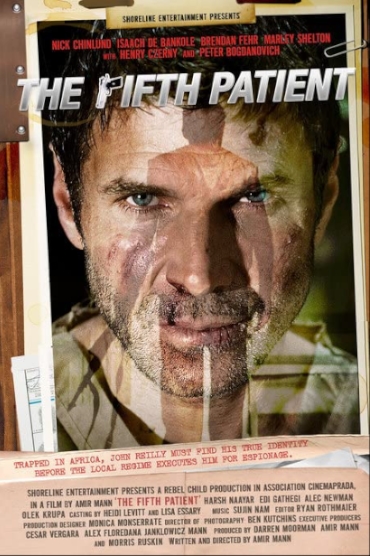 SHORELINE ENTERTAINMENT PRESENTS
NICK CHINLUND ISAACH DE BANKOLE BRENDAN FEHR MARLEY SHELTON
WITH HENRY CZERNY AND PETER BOGDANOVICH
THE FIFTH PATIENT
TRAPPED IN AFRICA, JOHN REILLY MUST FIND HIS TRUE IDENTITY
BEFORE THE LOCAL REGIME EXECUTES HIM FOR ESPIONAGE.
SHORELINE ENTERTAINMENT PRESENTS A REBEL CHILD PRODUCTION IN ASSOCIATION CINEMAPRADA,
IN A FILM BY AMIR MANN 'THE FIFTH PATIENT' HARSH NAAYAR EDI GATHEGI ALEC NEWMAN
OLEK KRUPA CASTING BY HEIDI LEVITT AND LISA ESSARY MUSIC SUJIN NAM EDITOR RYAN ROTHMAIER
PRODUCTION DESIGNER MONICA MONSERRATE DIRECTOR OF PHOTOGRAPHY BEN KUTCHINS EXECUTIVE PRODUCERS
CESAR VERGARA ALEX FLOREDANA JANKLOWICZ MANN PRODUCED BY DARREN MOORMAN AMIR MANN
AND MORRIS RUSKIN WRITTEN AND DIRECTED BY AMIR MANN